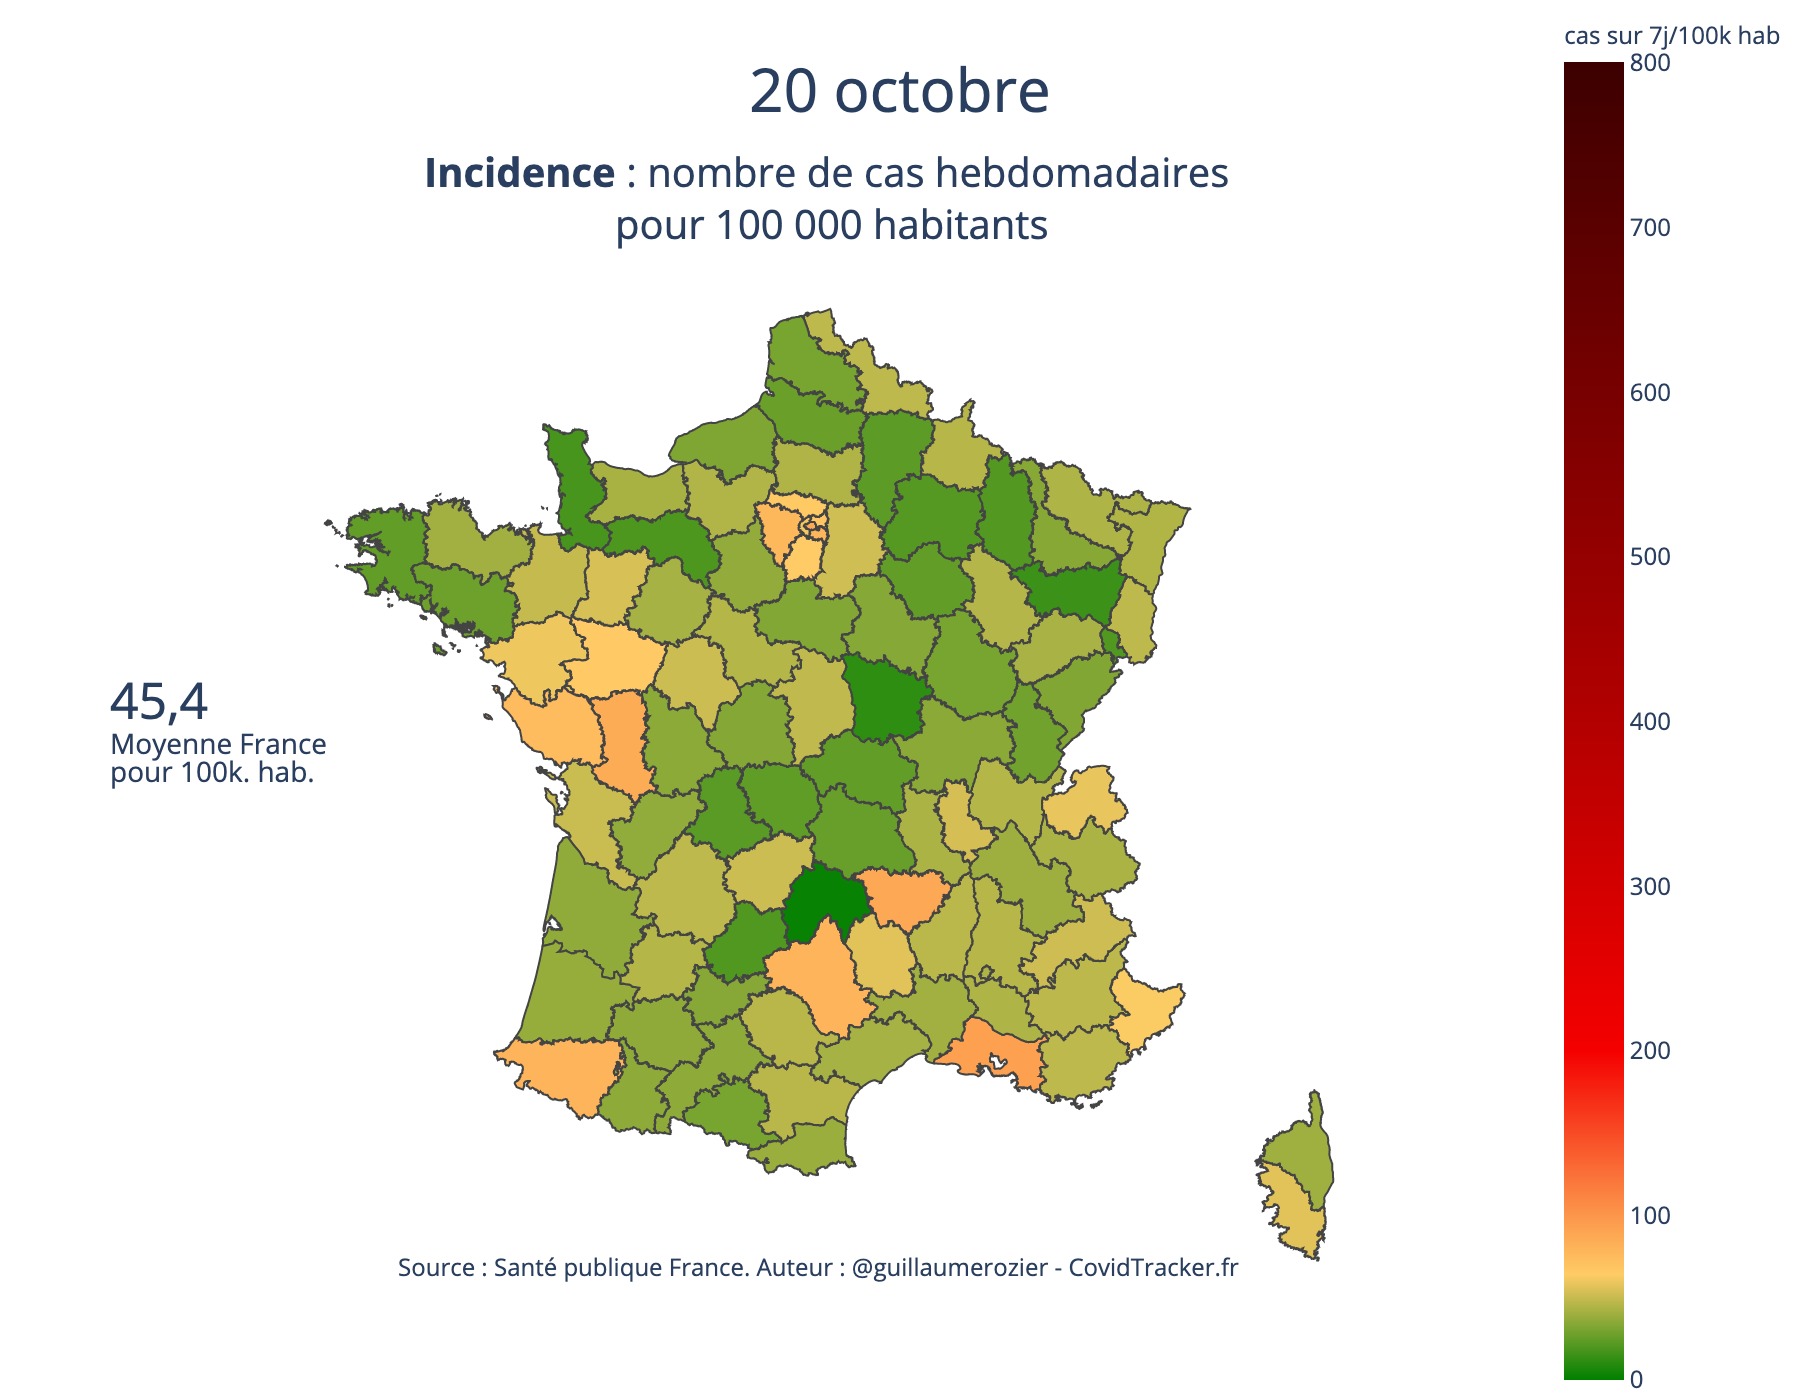 cas sur 7j/100k hab
20 octobre
Incidence : nombre de cas hebdomadaires
pour 100 000 habitants
800
700
600
500
400
300
200
100
0
45,4
Moyenne France
pour 100k. hab.
Source : Santé publique France. Auteur : @guillaumerozier - CovidTracker.fr